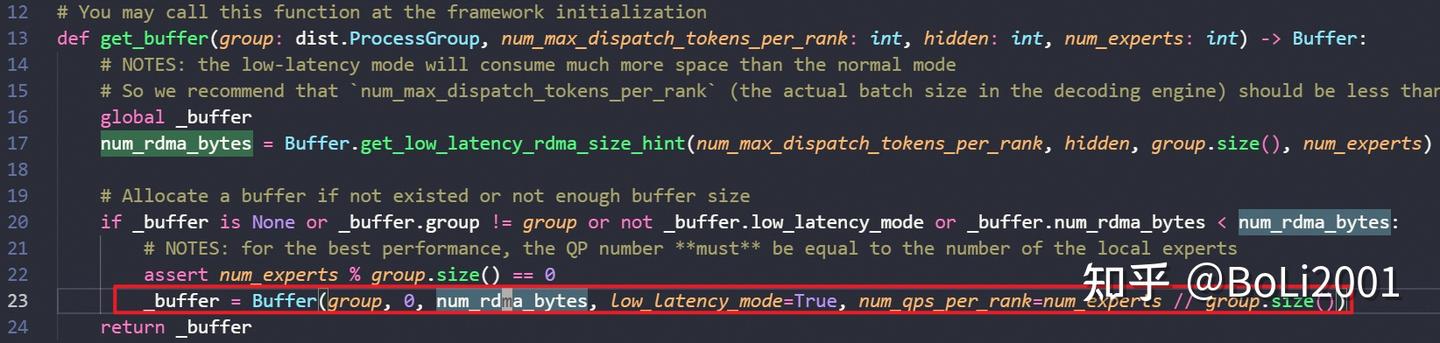 12 # You may call this function at the framework initialization
13 def get_buffer(group: dist.ProcessGroup, num_max_dispatch_tokens_per_rank: int, hidden: int, num_experts: int) -> Buffer:
14     # NOTES: the low-latency mode will consume much more space than the normal mode
15     # So we recommend that `num_max_dispatch_tokens_per_rank` (the actual batch size in the decoding engine) should be less than
16     global _buffer
17     num_rdma_bytes = Buffer.get_low_latency_rdma_size_hint(num_max_dispatch_tokens_per_rank, hidden, group.size(), num_experts)
18
19     # Allocate a buffer if not existed or not enough buffer size
20     if _buffer is None or _buffer.group != group or not _buffer.low_latency_mode or _buffer.num_rdma_bytes < num_rdma_bytes:
21         # NOTES: for the best performance, the QP number **must** be equal to the number of the local experts
22         assert num_experts % group.size() == 0
23         _buffer = Buffer(group, 0, num_rdma_bytes, low_latency_mode=True, num_qps_per_rank=num_experts // group.size())
24     return _buffer
知乎 @BoLi2001